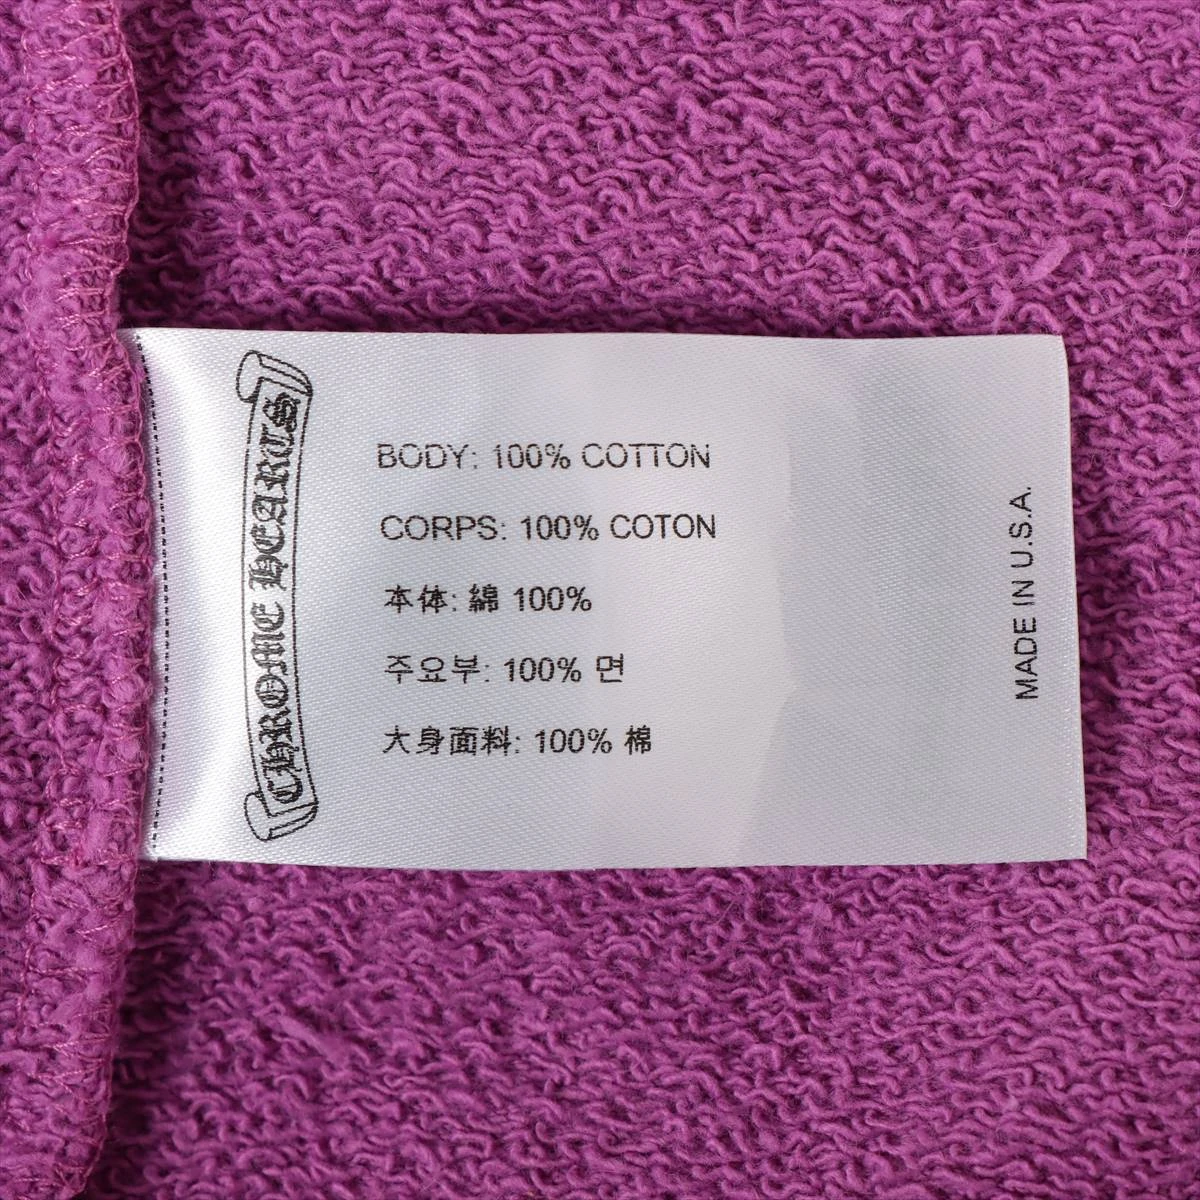 CHROME HEARTS
BODY: 100% COTTON
CORPS: 100% COTON
本体: 綿 100%
주요부: 100% 면
大身面料: 100% 棉
MADE IN U.S.A.